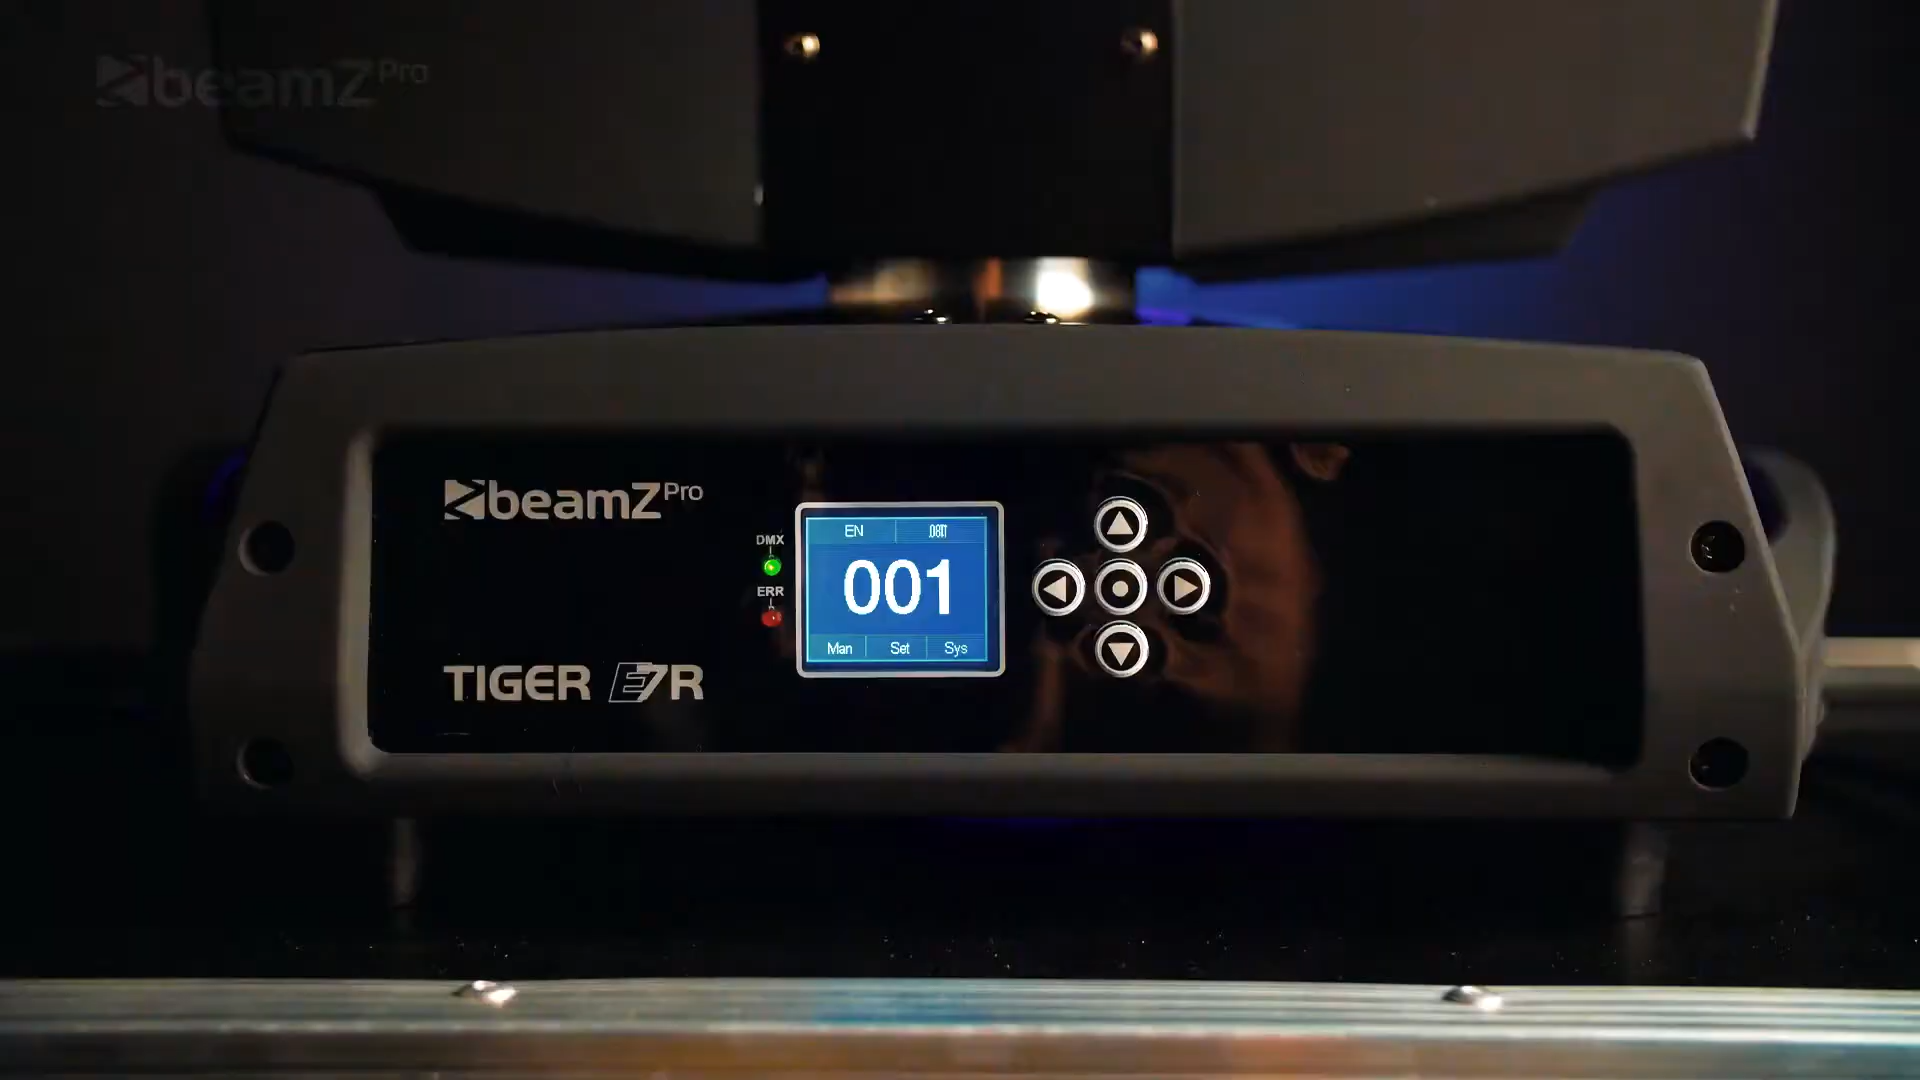 beamZ Pro
beamZ Pro
DMX
ERR
EN
001
Man Set Sys
TIGER E7R